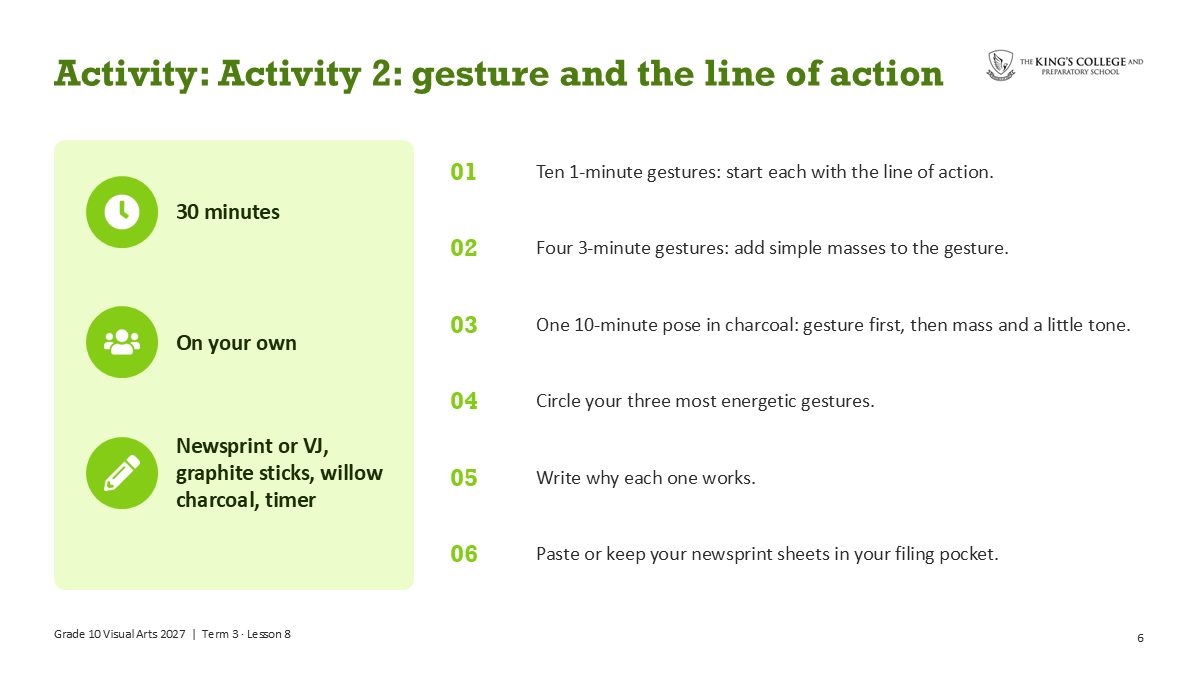 Activity: Activity 2: gesture and the line of action
THE KING'S COLLEGE AND
PREPARATORY SCHOOL
30 minutes
On your own
Newsprint or VJ,
graphite sticks, willow
charcoal, timer
01 Ten 1-minute gestures: start each with the line of action.
02 Four 3-minute gestures: add simple masses to the gesture.
03 One 10-minute pose in charcoal: gesture first, then mass and a little tone.
04 Circle your three most energetic gestures.
05 Write why each one works.
06 Paste or keep your newsprint sheets in your filing pocket.
Grade 10 Visual Arts 2027 | Term 3 · Lesson 8
6